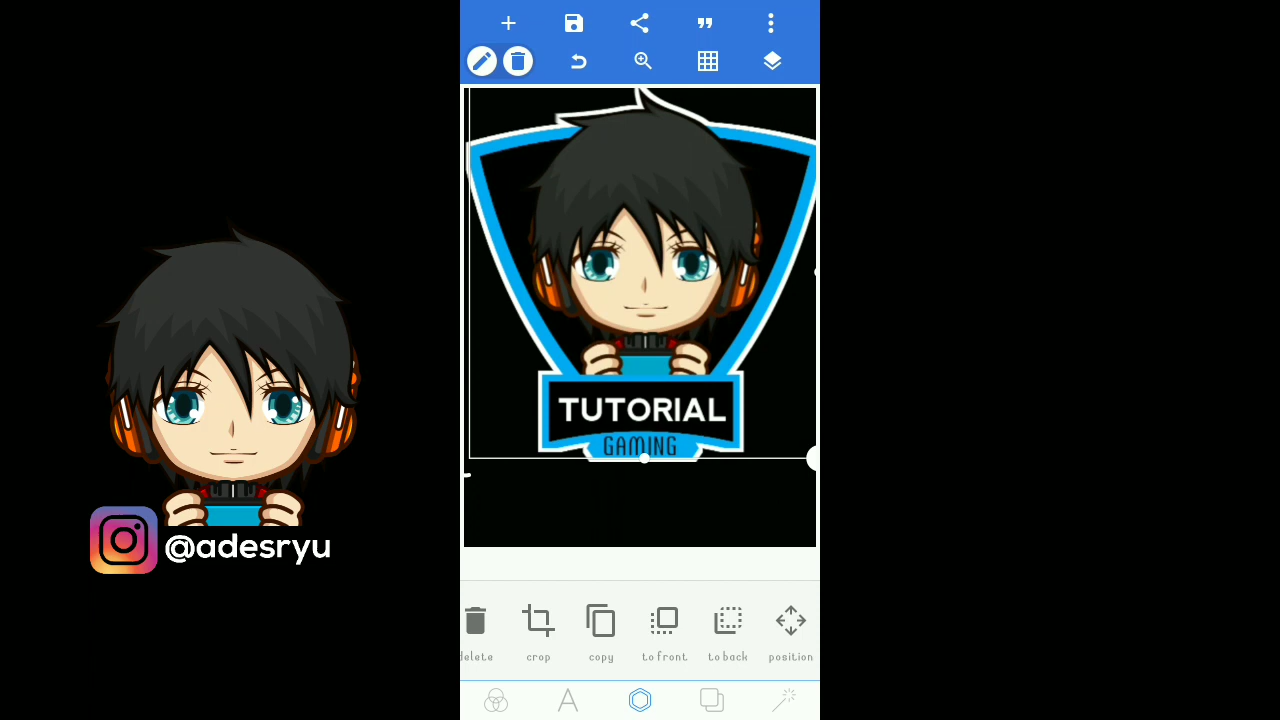 TUTORIAL
GAMING
@adesryu
delete
crop
copy
to front
to back
position